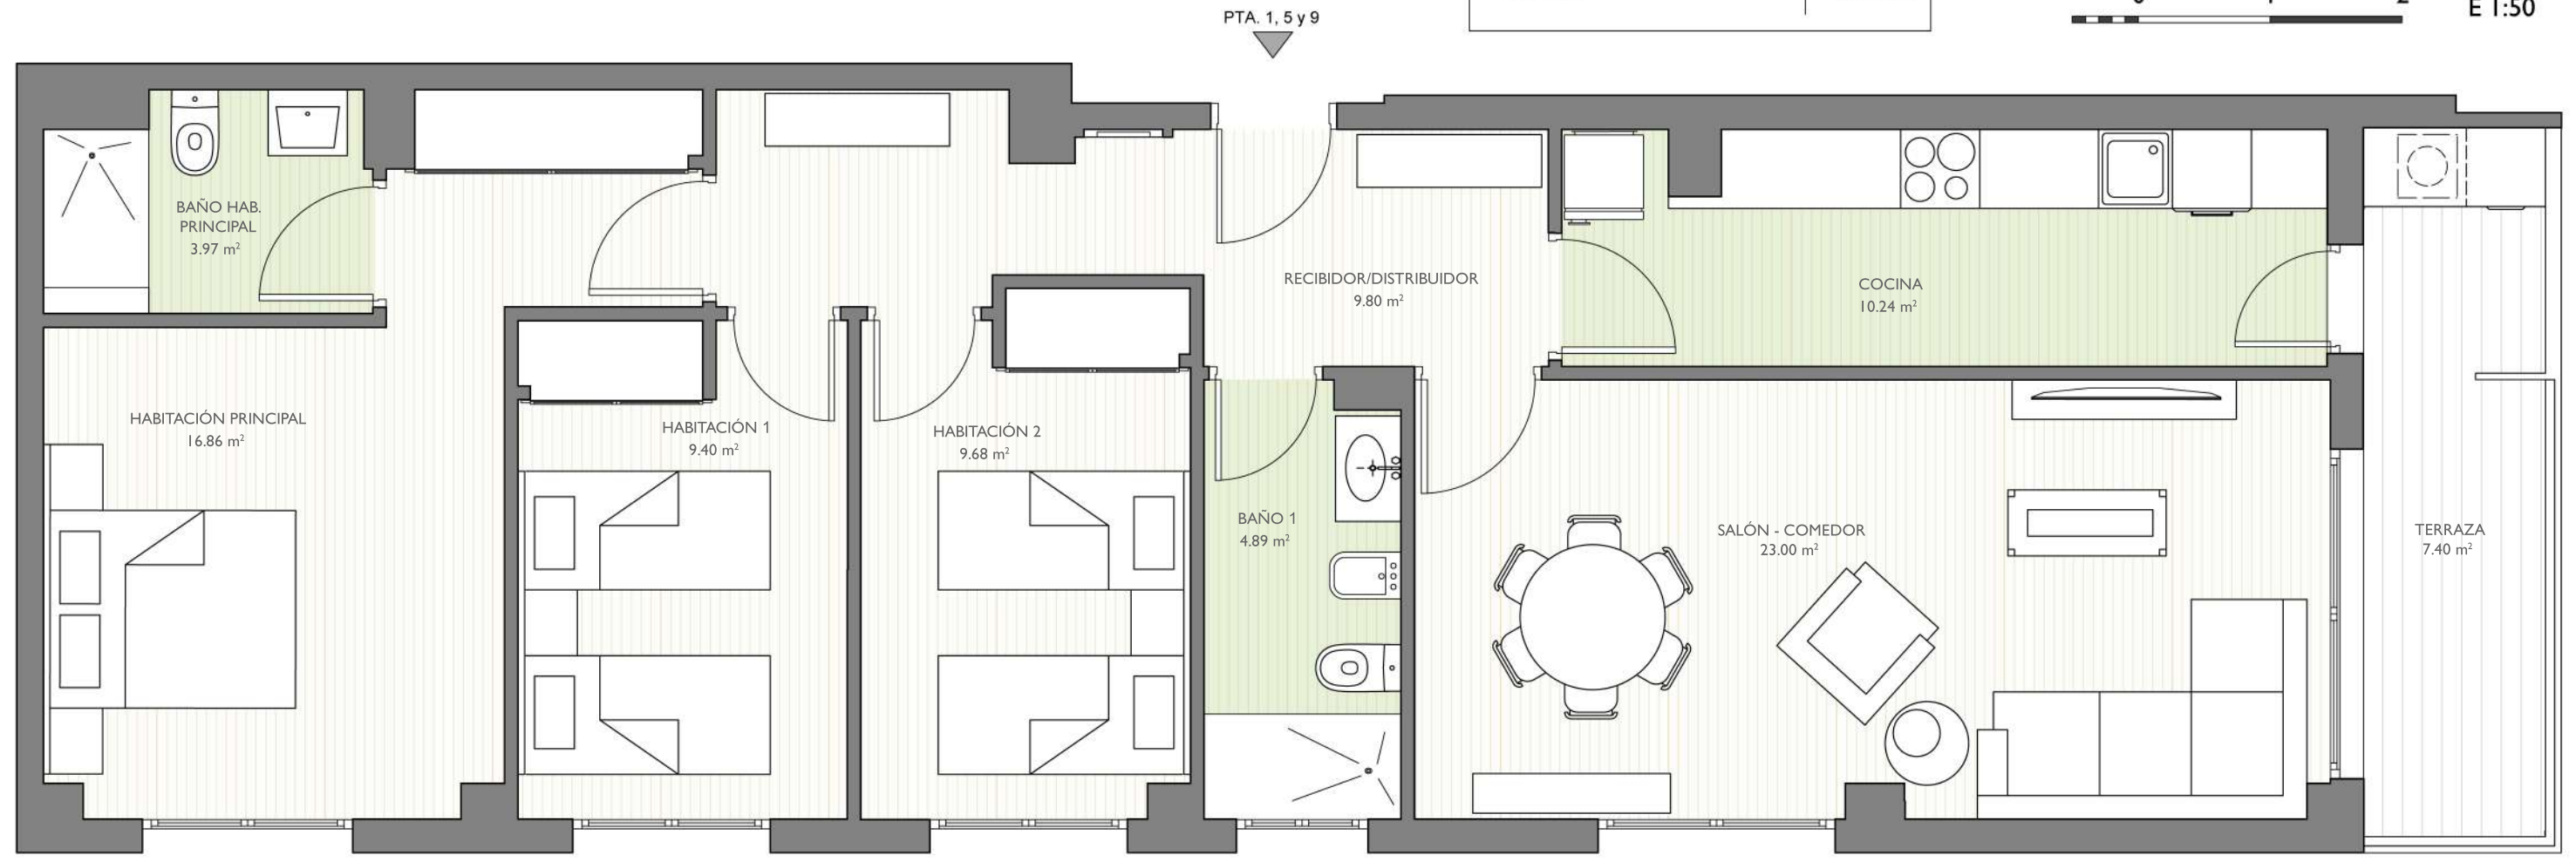 PTA. 1, 5 y 9
E 1:50
BAÑO HAB.
PRINCIPAL
3.97 m²
RECIBIDOR/DISTRIBUIDOR
9.80 m²
COCINA
10.24 m²
HABITACIÓN PRINCIPAL
16.86 m²
HABITACIÓN 1
9.40 m²
HABITACIÓN 2
9.68 m²
BAÑO 1
4.89 m²
SALÓN - COMEDOR
23.00 m²
TERRAZA
7.40 m²